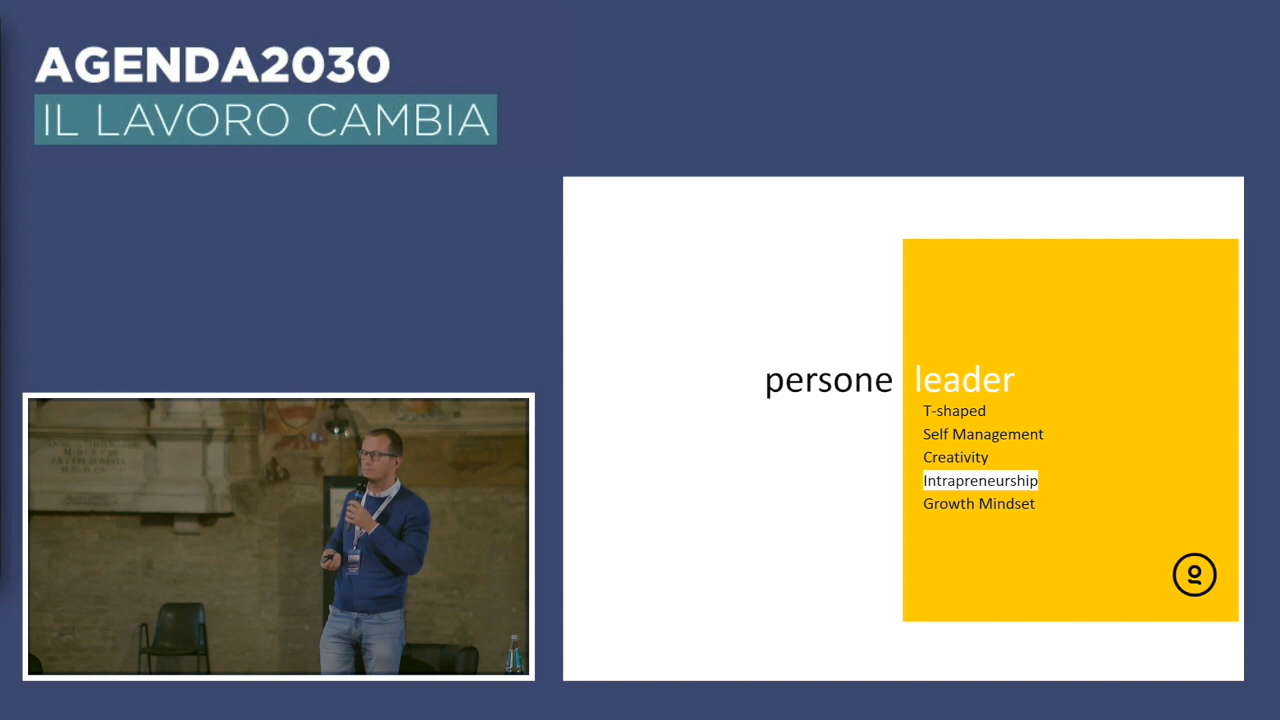 AGENDA2030
IL LAVORO CAMBIA
persone leader
T-shaped
Self Management
Creativity
Intrapreneurship
Growth Mindset